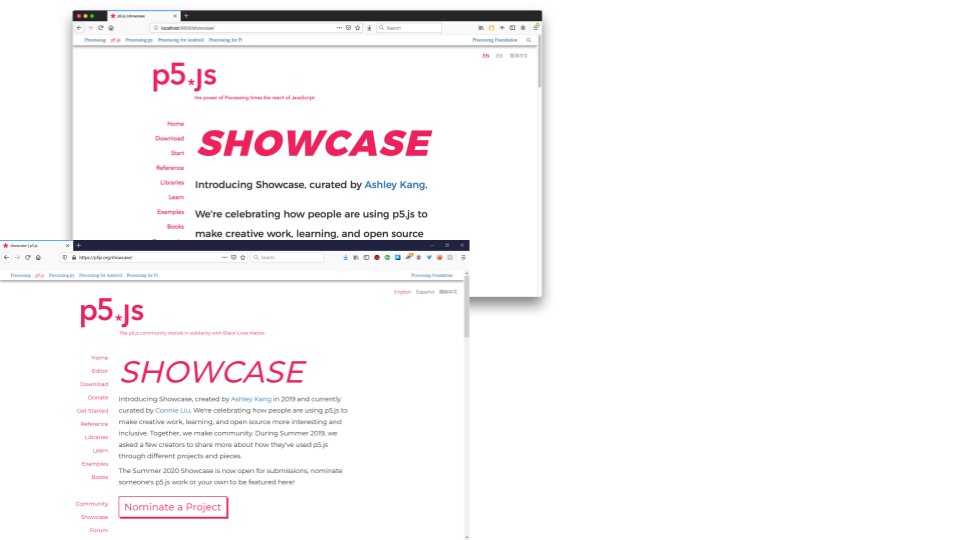 p5.js | showcase
localhost:9000/showcase/
Search
Processing p5.js Processing.py Processing for Android Processing for Pi Processing Foundation
EN ES 简体中文
p5*js
the power of Processing times the reach of JavaScript
Home
Download
Start
Reference
Libraries
Learn
Examples
Books
SHOWCASE
Introducing Showcase, curated by Ashley Kang.
We're celebrating how people are using p5.js to
make creative work, learning, and open source
showcase | p5.js
https://p5js.org/showcase/
Search
Processing p5.js Processing.py Processing for Android Processing for Pi Processing Foundation
English Español 简体中文
p5*js
The p5.js community stands in solidarity with Black Lives Matter.
Home
Editor
Download
Donate
Get Started
Reference
Libraries
Learn
Examples
Books
Community
Showcase
Forum
SHOWCASE
Introducing Showcase, created by Ashley Kang in 2019 and currently
curated by Connie Liu. We're celebrating how people are using p5.js to
make creative work, learning, and open source more interesting and
inclusive. Together, we make community. During Summer 2019, we
asked a few creators to share more about how they've used p5.js
through different projects and pieces.
The Summer 2020 Showcase is now open for submissions, nominate
someone's p5.js work or your own to be featured here!
Nominate a Project